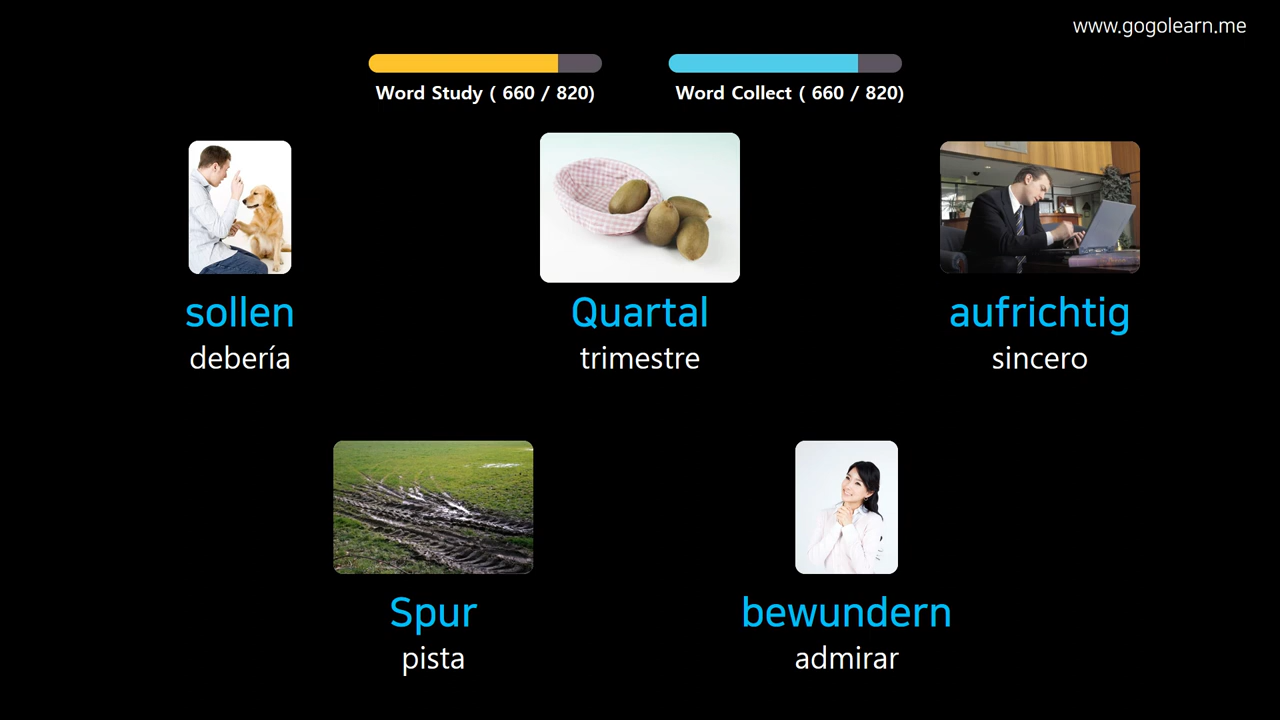 www.gogolearn.me
Word Study ( 660 / 820)
Word Collect ( 660 / 820)
sollen
debería
Quartal
trimestre
aufrichtig
sincero
Spur
pista
bewundern
admirar